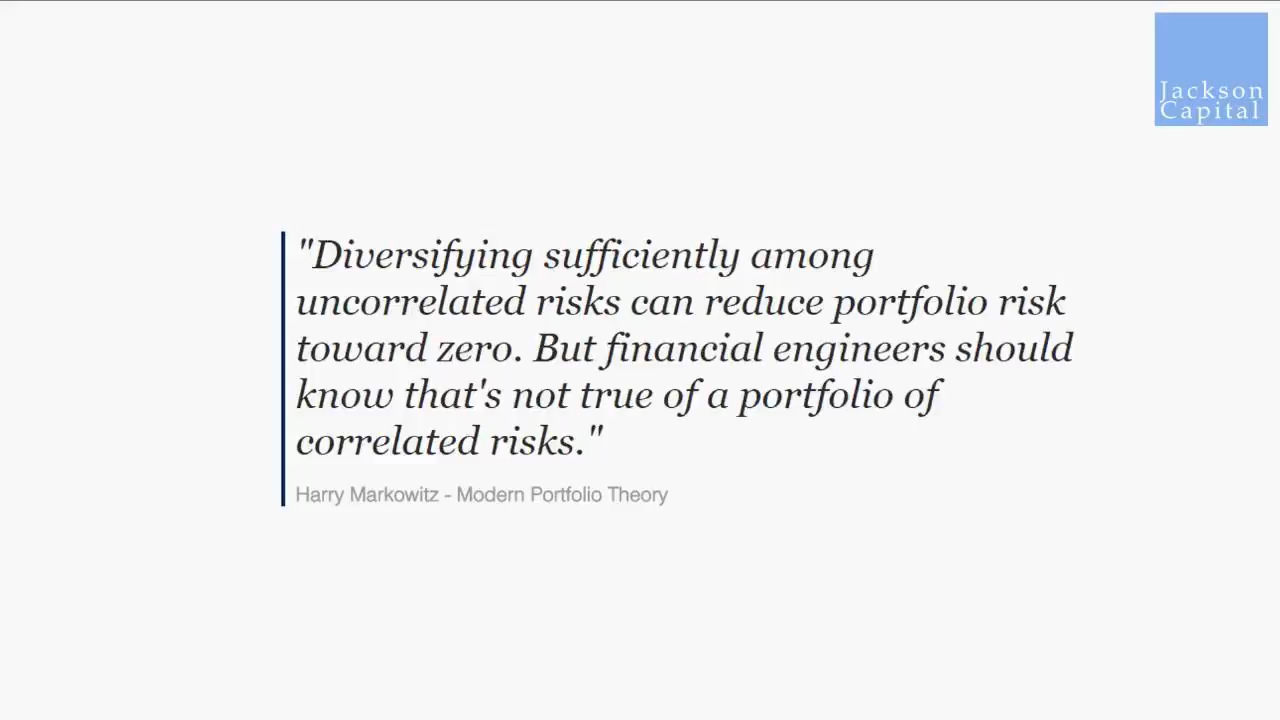 Jackson
Capital
"Diversifying sufficiently among
uncorrelated risks can reduce portfolio risk
toward zero. But financial engineers should
know that's not true of a portfolio of
correlated risks."
Harry Markowitz - Modern Portfolio Theory